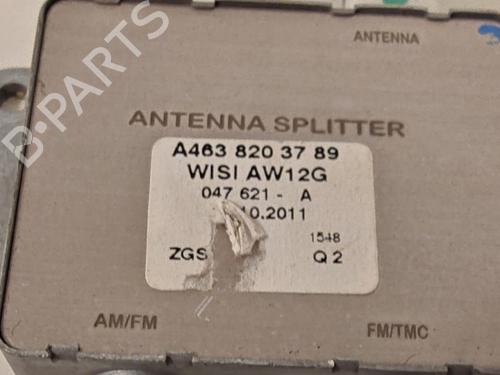 ANTENNA
ANTENNA SPLITTER
A463 820 37 89
WISI AW12G
047 621 - A
10.2011
1548
ZGS Q2
AM/FM
FM/TMC
B-PARTS